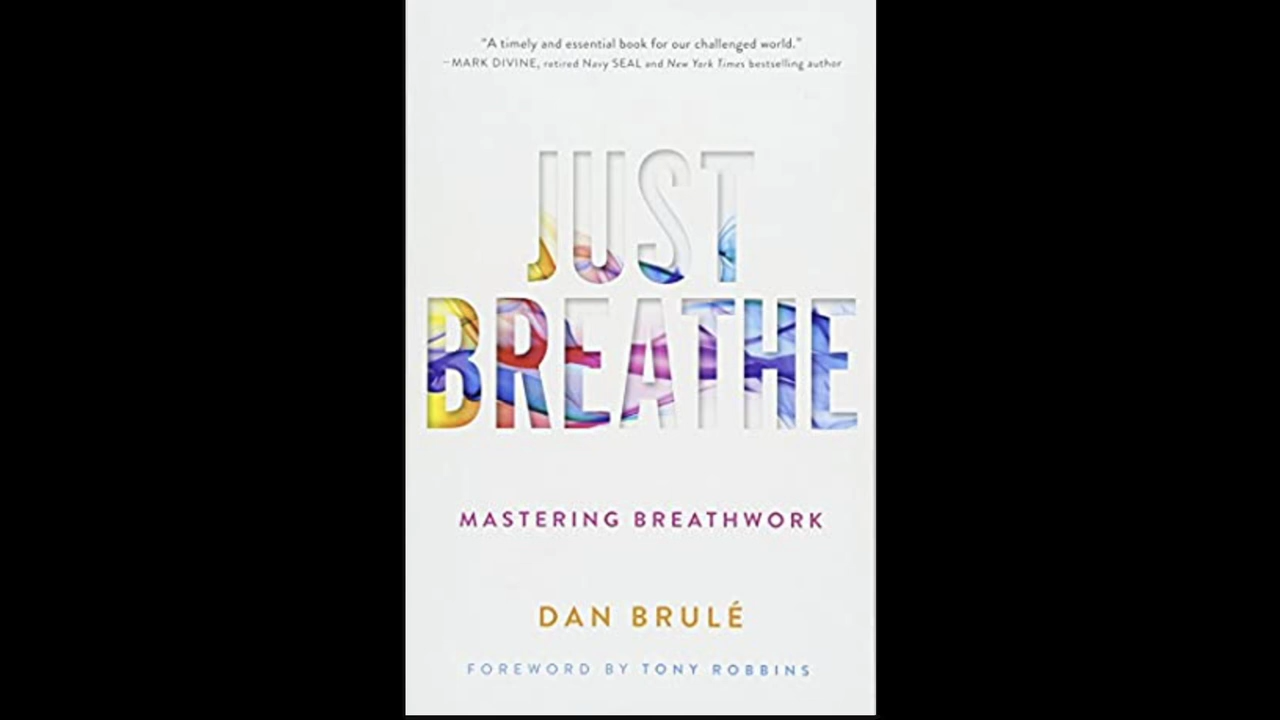 "A timely and essential book for our challenged world."
–MARK DIVINE, retired Navy SEAL and New York Times bestselling author
JUST
BREATHE
MASTERING BREATHWORK
DAN BRULÉ
FOREWORD BY TONY ROBBINS